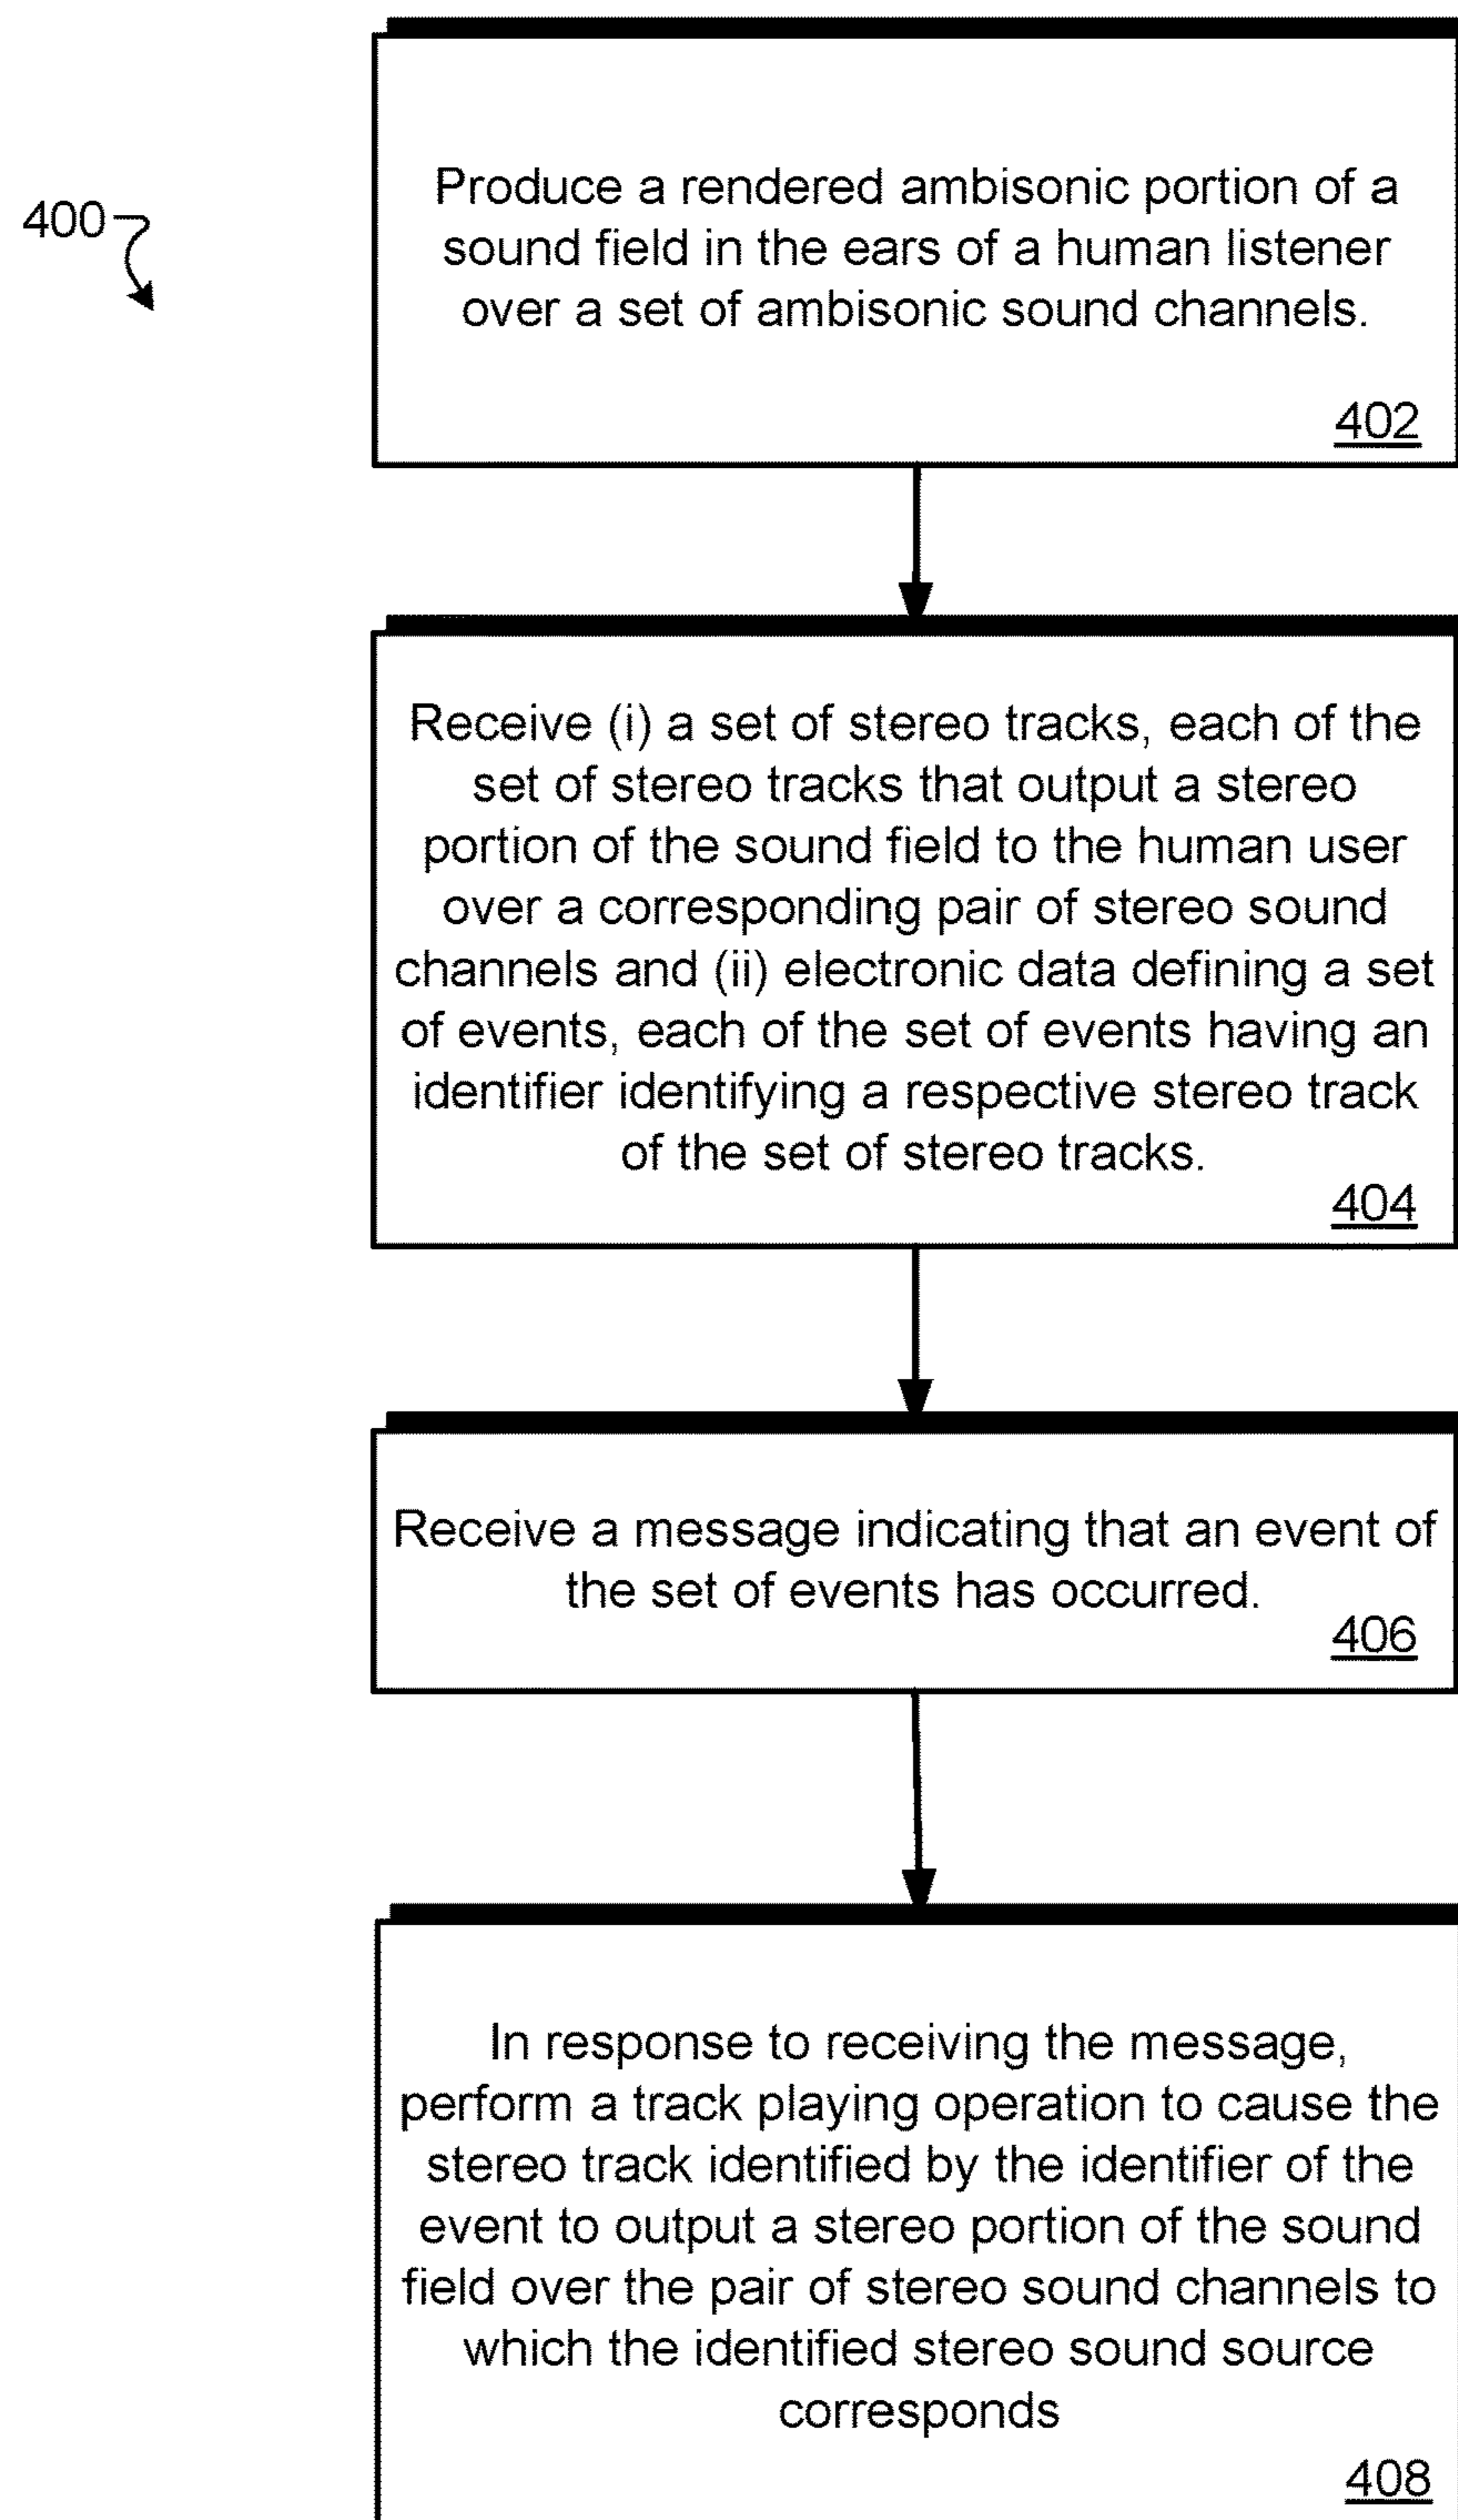 400
Produce a rendered ambisonic portion of a
sound field in the ears of a human listener
over a set of ambisonic sound channels.
402
Receive (i) a set of stereo tracks, each of the
set of stereo tracks that output a stereo
portion of the sound field to the human user
over a corresponding pair of stereo sound
channels and (ii) electronic data defining a set
of events, each of the set of events having an
identifier identifying a respective stereo track
of the set of stereo tracks.
404
Receive a message indicating that an event of
the set of events has occurred.
406
In response to receiving the message,
perform a track playing operation to cause the
stereo track identified by the identifier of the
event to output a stereo portion of the sound
field over the pair of stereo sound channels to
which the identified stereo sound source
corresponds
408